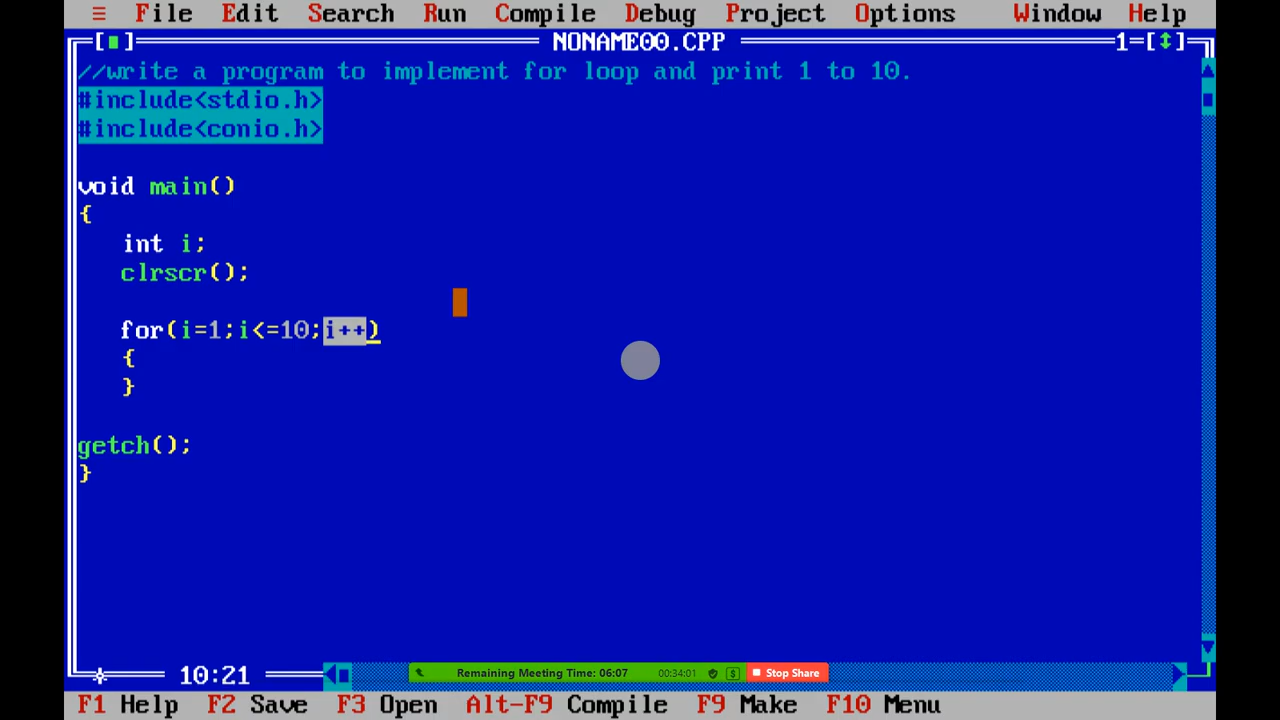 ≡ File Edit Search Run Compile Debug Project Options Window Help
[■] NONAME00.CPP 1=[↕]
//write a program to implement for loop and print 1 to 10.
#include<stdio.h>
#include<conio.h>
void main()
{
int i;
clrscr();
for(i=1;i<=10;i++)
{
}
getch();
}
10:21
Remaining Meeting Time: 06:07 00:34:01 Stop Share
F1 Help F2 Save F3 Open Alt-F9 Compile F9 Make F10 Menu